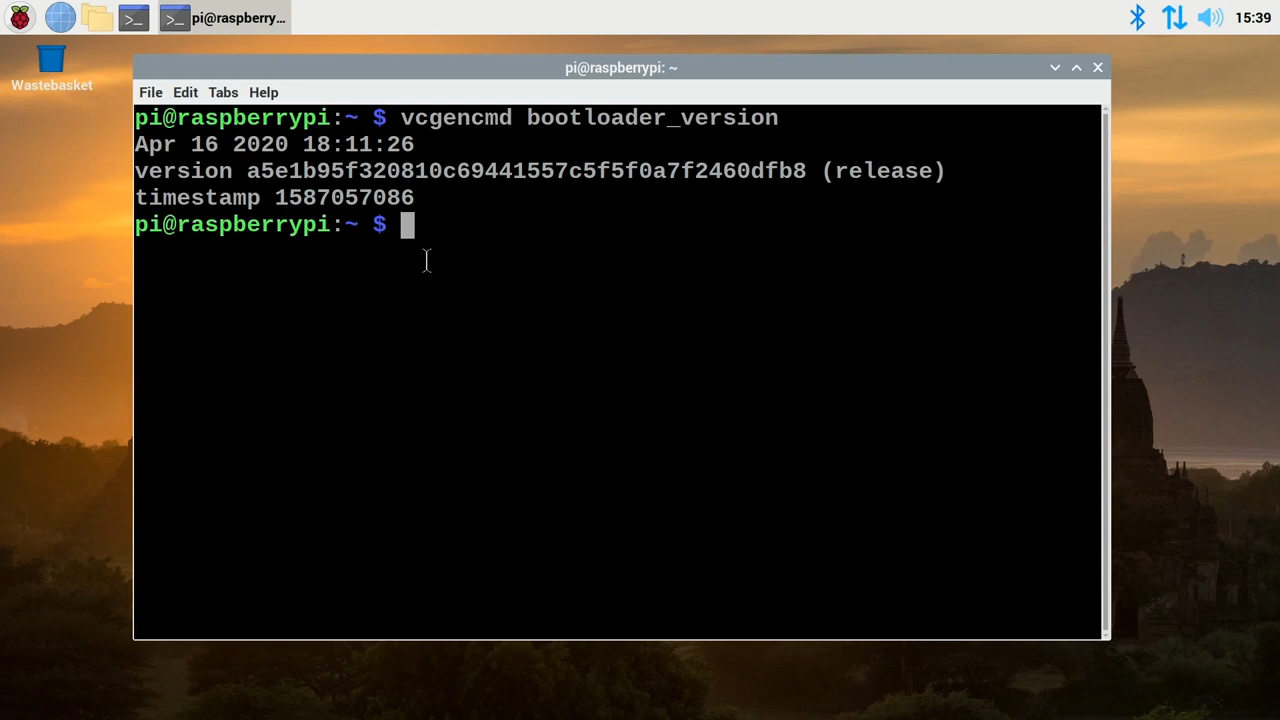 pi@raspberry…
15:39
Wastebasket
pi@raspberrypi: ~
File Edit Tabs Help
pi@raspberrypi:~ $ vcgencmd bootloader_version
Apr 16 2020 18:11:26
version a5e1b95f320810c69441557c5f5f0a7f2460dfb8 (release)
timestamp 1587057086
pi@raspberrypi:~ $